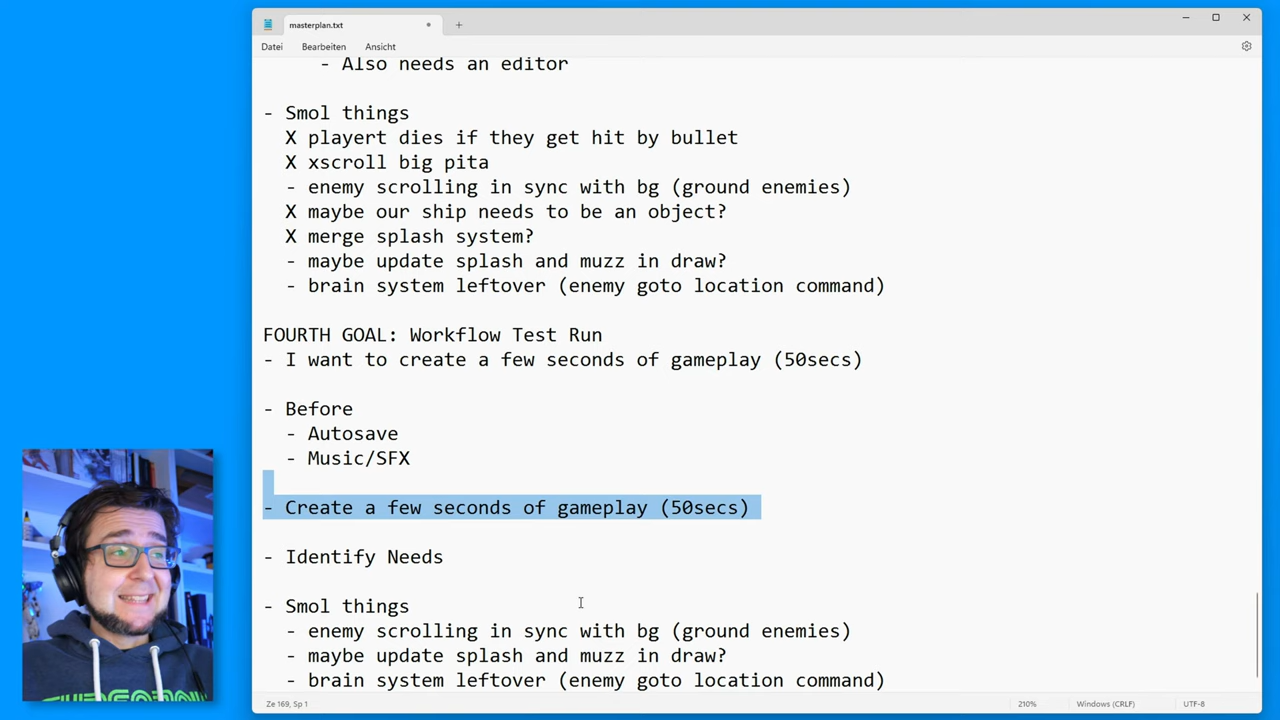 masterplan.txt
Datei Bearbeiten Ansicht
- Also needs an editor
- Smol things
X playert dies if they get hit by bullet
X xscroll big pita
- enemy scrolling in sync with bg (ground enemies)
X maybe our ship needs to be an object?
X merge splash system?
- maybe update splash and muzz in draw?
- brain system leftover (enemy goto location command)
FOURTH GOAL: Workflow Test Run
- I want to create a few seconds of gameplay (50secs)
- Before
- Autosave
- Music/SFX
- Create a few seconds of gameplay (50secs)
- Identify Needs
- Smol things
- enemy scrolling in sync with bg (ground enemies)
- maybe update splash and muzz in draw?
- brain system leftover (enemy goto location command)
Ze 169, Sp 1 210% Windows (CRLF) UTF-8